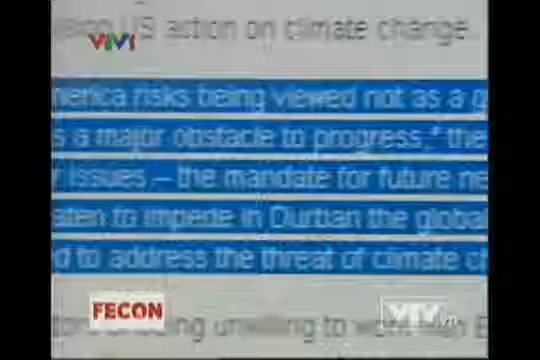 US action on climate change.
VTV1
merica risks being viewed not as a g
s a major obstacle to progress," the
r issues – the mandate for future ne
aten to impede in Durban the global
d to address the threat of climate ch
FECON
VTV
unwilling to work